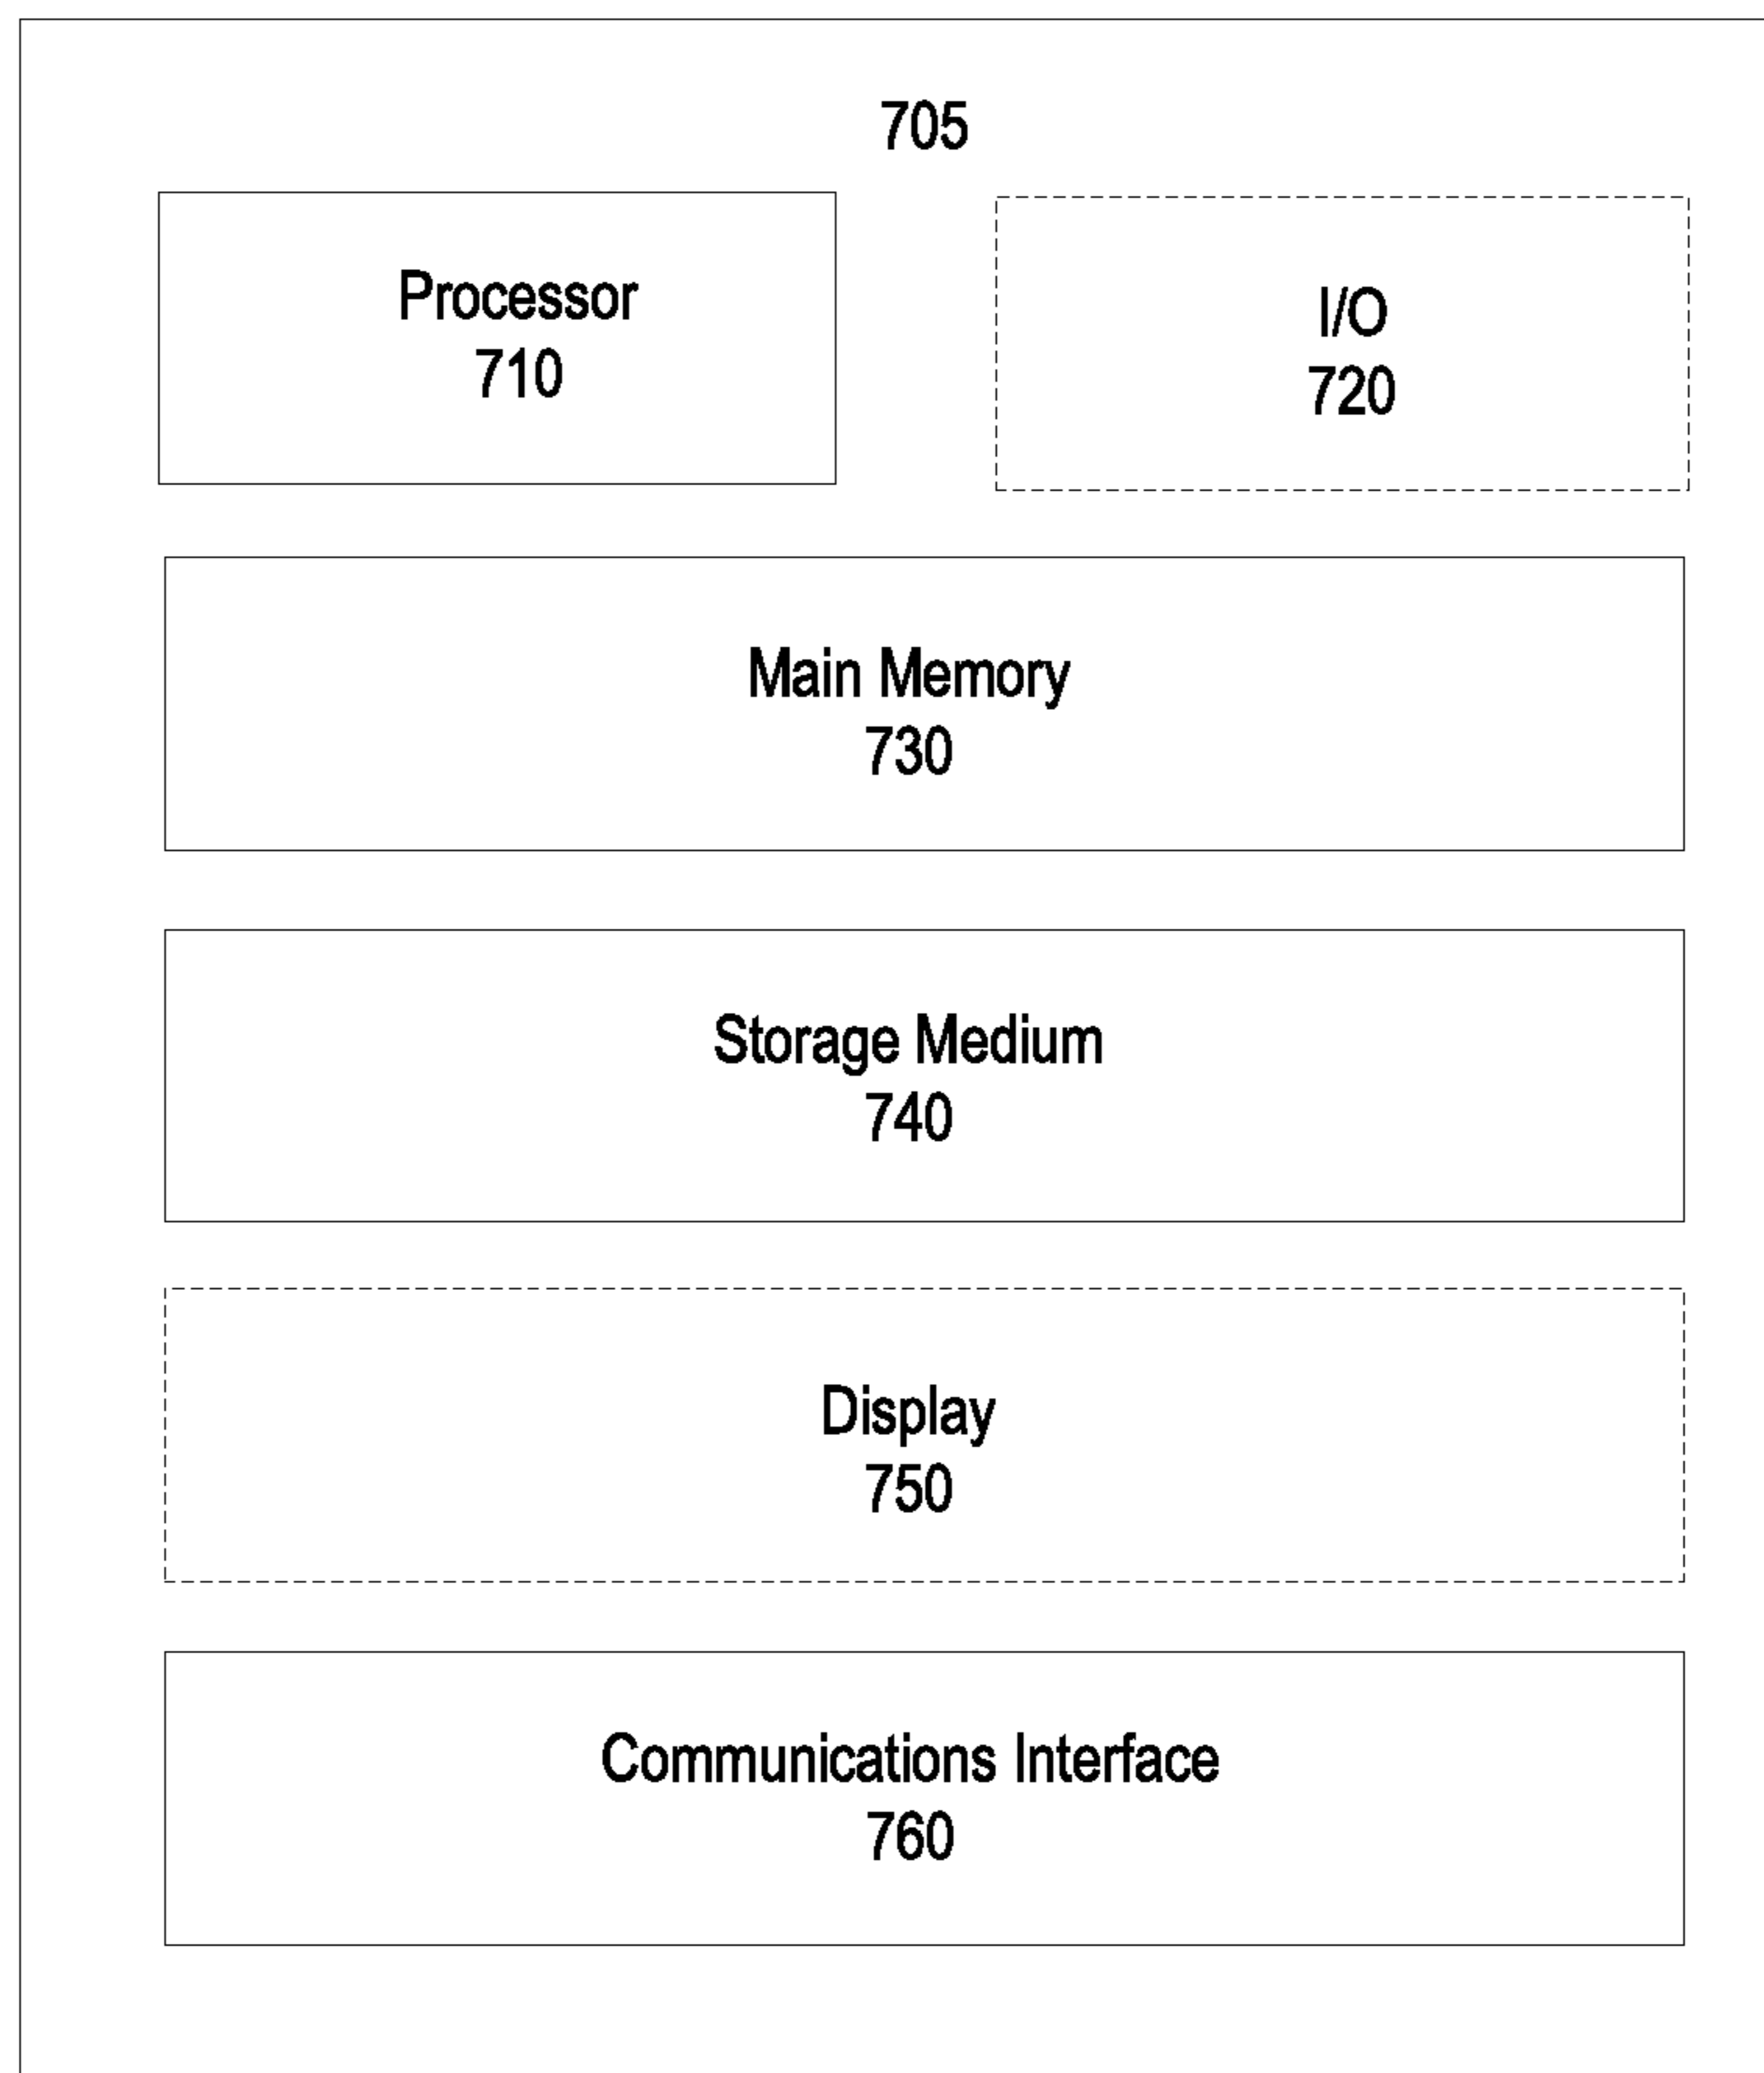 705
Processor
710
I/O
720
Main Memory
730
Storage Medium
740
Display
750
Communications Interface
760